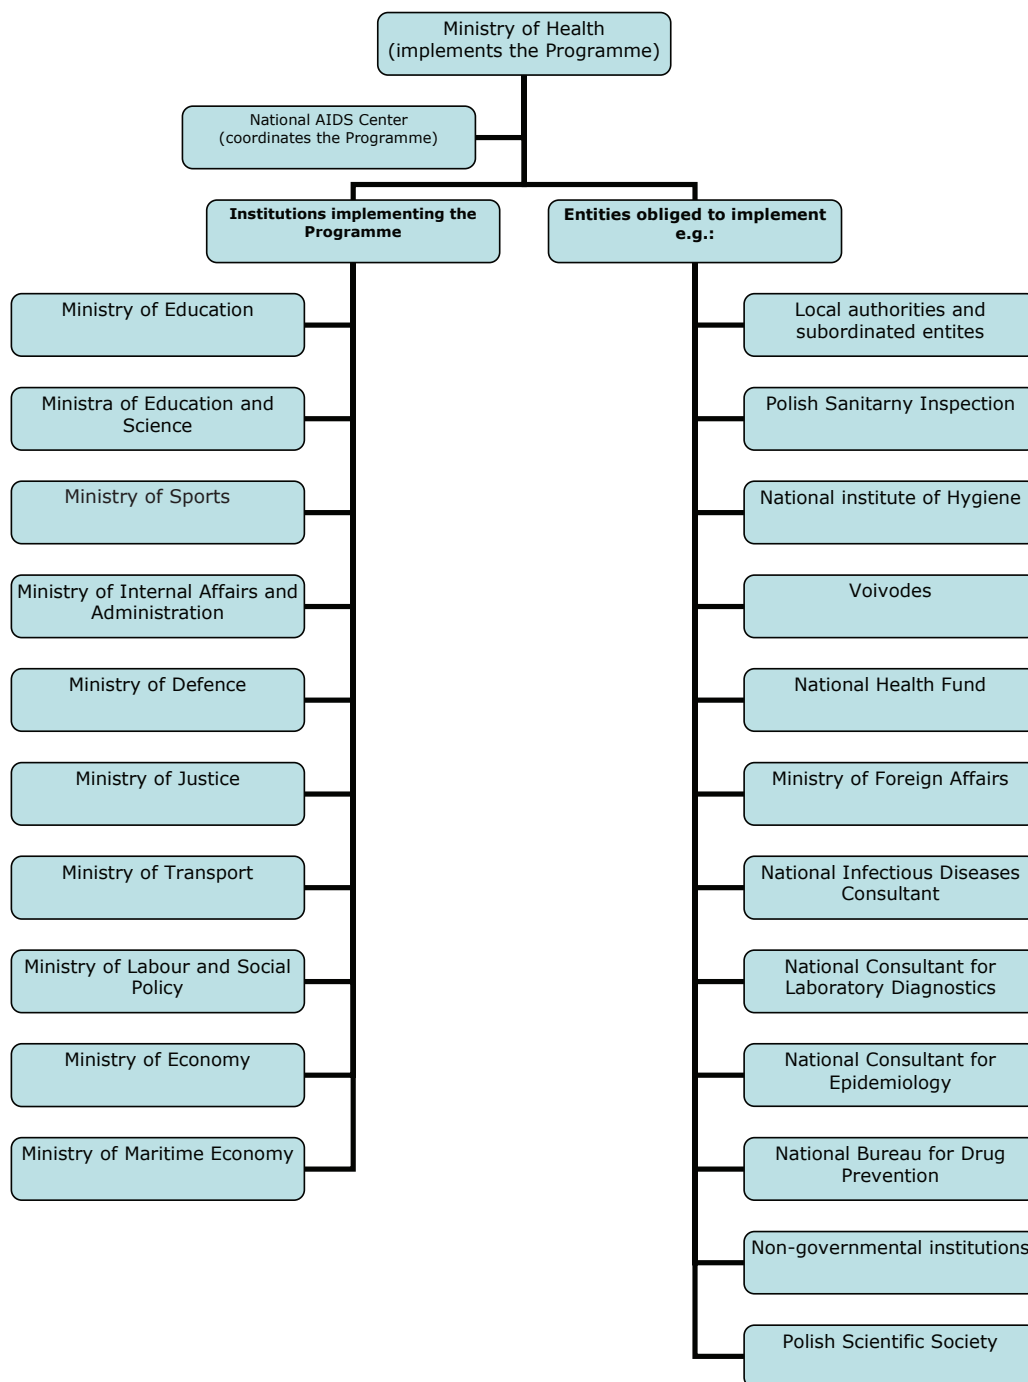 Ministry of Health
(implements the Programme)
National AIDS Center
(coordinates the Programme)
Institutions implementing the
Programme
Entities obliged to implement
e.g.:
Ministry of Education
Ministra of Education and
Science
Ministry of Sports
Ministry of Internal Affairs and
Administration
Ministry of Defence
Ministry of Justice
Ministry of Transport
Ministry of Labour and Social
Policy
Ministry of Economy
Ministry of Maritime Economy
Local authorities and
subordinated entites
Polish Sanitarny Inspection
National institute of Hygiene
Voivodes
National Health Fund
Ministry of Foreign Affairs
National Infectious Diseases
Consultant
National Consultant for
Laboratory Diagnostics
National Consultant for
Epidemiology
National Bureau for Drug
Prevention
Non-governmental institutions
Polish Scientific Society